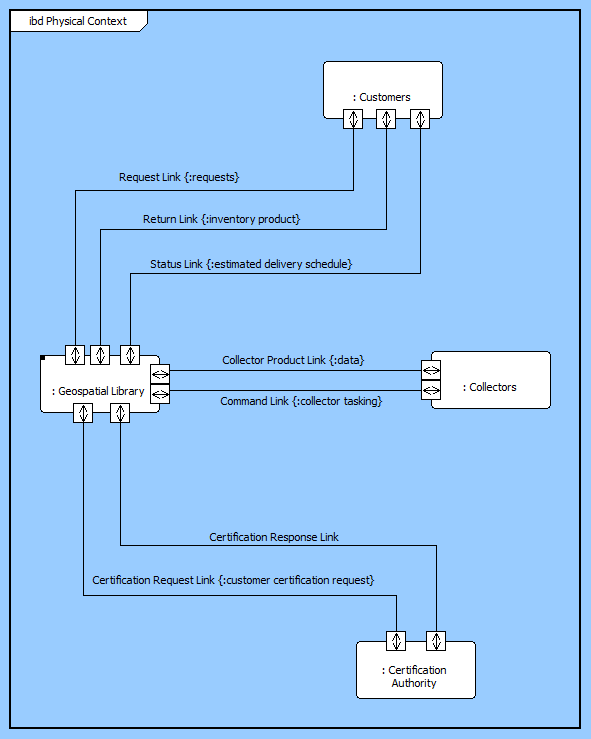 ibd Physical Context
: Customers
Request Link {:requests}
Return Link {:inventory product}
Status Link {:estimated delivery schedule}
Collector Product Link {:data}
: Geospatial Library
: Collectors
Command Link {:collector tasking}
Certification Response Link
Certification Request Link {:customer certification request}
: Certification
Authority